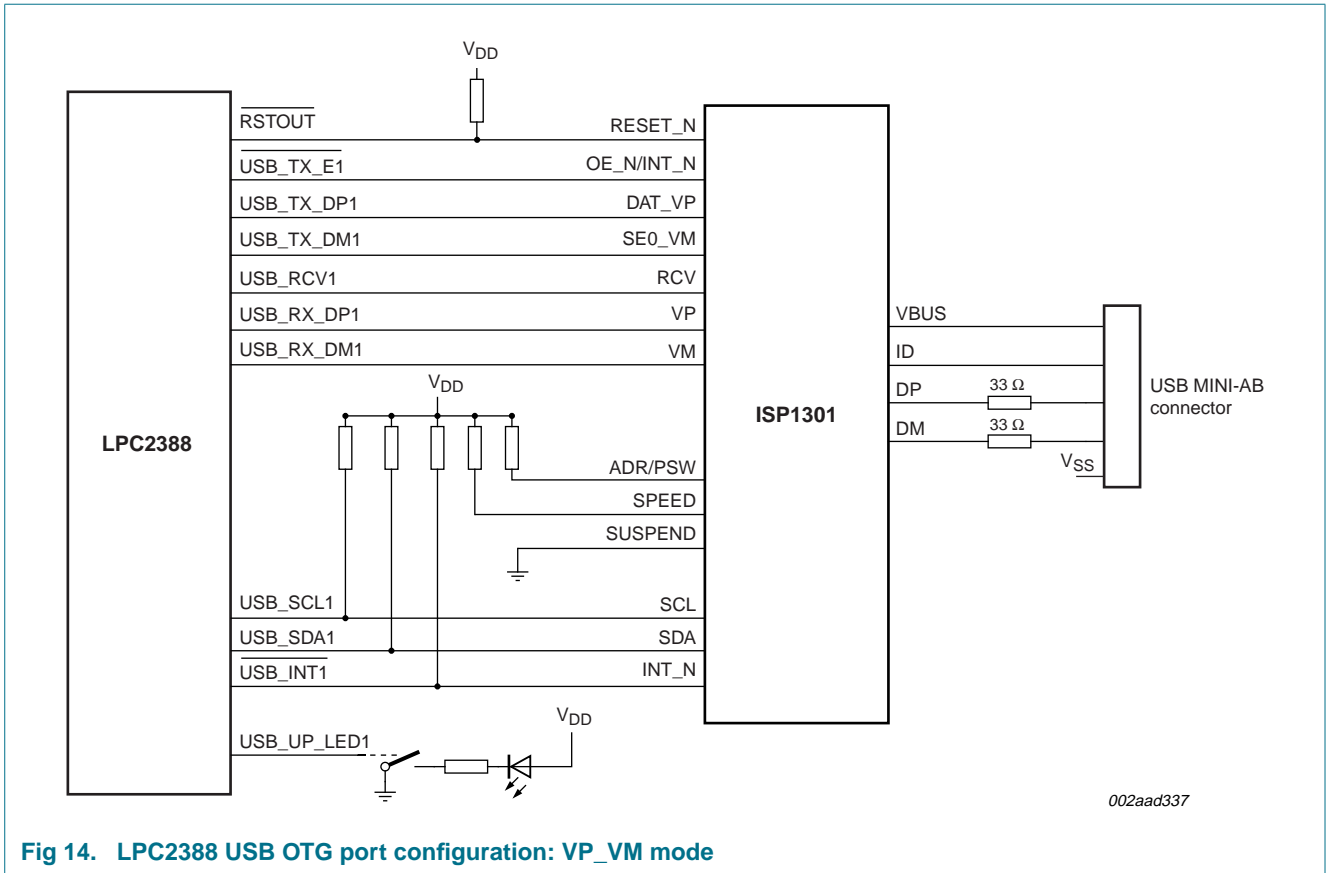 VDD
LPC2388
RSTOUT
RESET_N
USB_TX_E1
OE_N/INT_N
USB_TX_DP1
DAT_VP
USB_TX_DM1
SE0_VM
USB_RCV1
RCV
USB_RX_DP1
VP
USB_RX_DM1
VM
VDD
ADR/PSW
SPEED
SUSPEND
USB_SCL1
SCL
USB_SDA1
SDA
USB_INT1
INT_N
USB_UP_LED1
VDD
ISP1301
VBUS
ID
DP
33 Ω
DM
33 Ω
VSS
USB MINI-AB
connector
002aad337
Fig 14. LPC2388 USB OTG port configuration: VP_VM mode